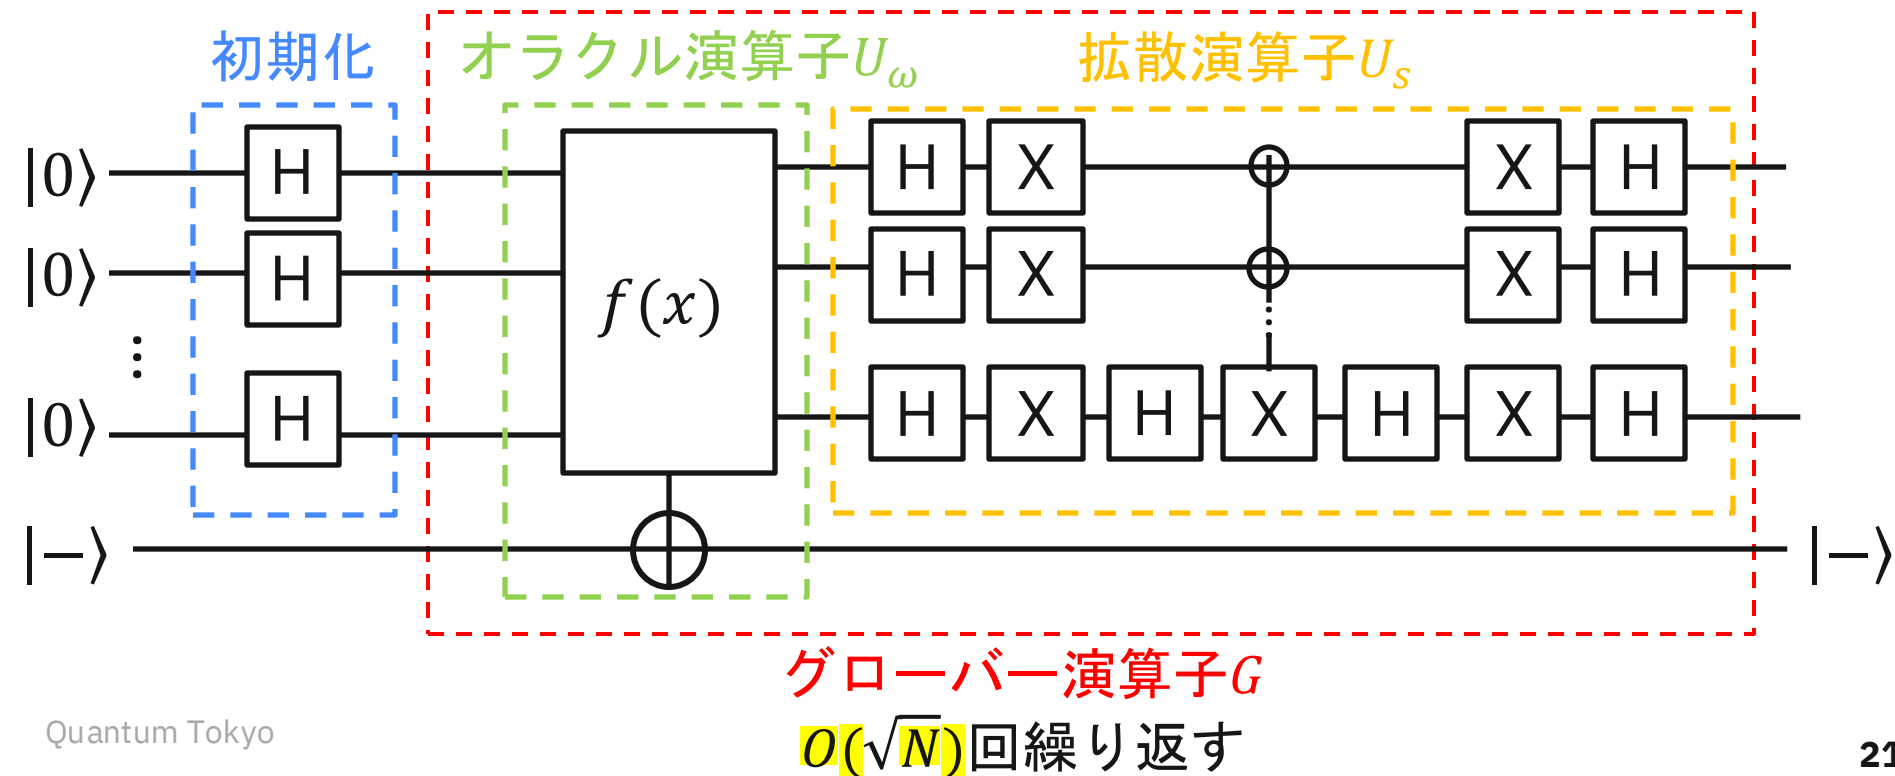 初期化 オラクル演算子U_ω 拡散演算子U_s
|0⟩ H H X X H
|0⟩ H H X X H
f(x)
⋮
|0⟩ H H X H X H X H
|−⟩ |−⟩
グローバー演算子G
O(√N)回繰り返す
Quantum Tokyo
21